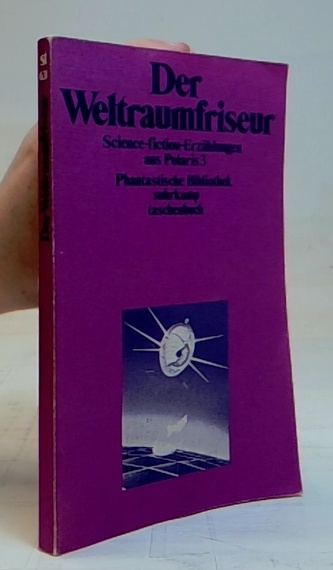 Der
Weltraumfriseur
Science-fiction-Erzählungen
aus Polaris 3
Phantastische Bibliothek
suhrkamp
taschenbuch